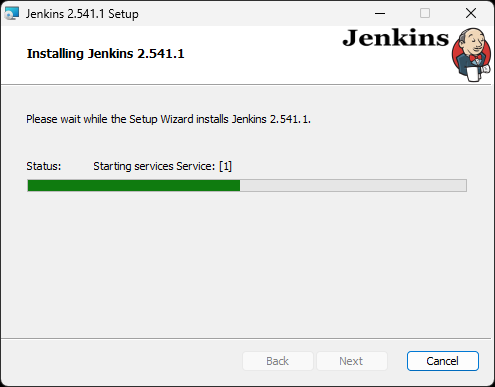 Jenkins 2.541.1 Setup
Installing Jenkins 2.541.1
Jenkins
Please wait while the Setup Wizard installs Jenkins 2.541.1.
Status: Starting services Service: [1]
Back Next Cancel